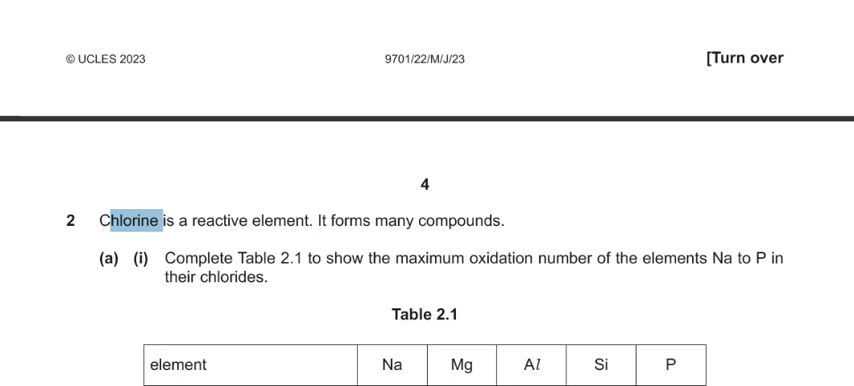 © UCLES 2023 9701/22/M/J/23 [Turn over
4
2 Chlorine is a reactive element. It forms many compounds.
(a) (i) Complete Table 2.1 to show the maximum oxidation number of the elements Na to P in
their chlorides.
Table 2.1
element Na Mg Al Si P